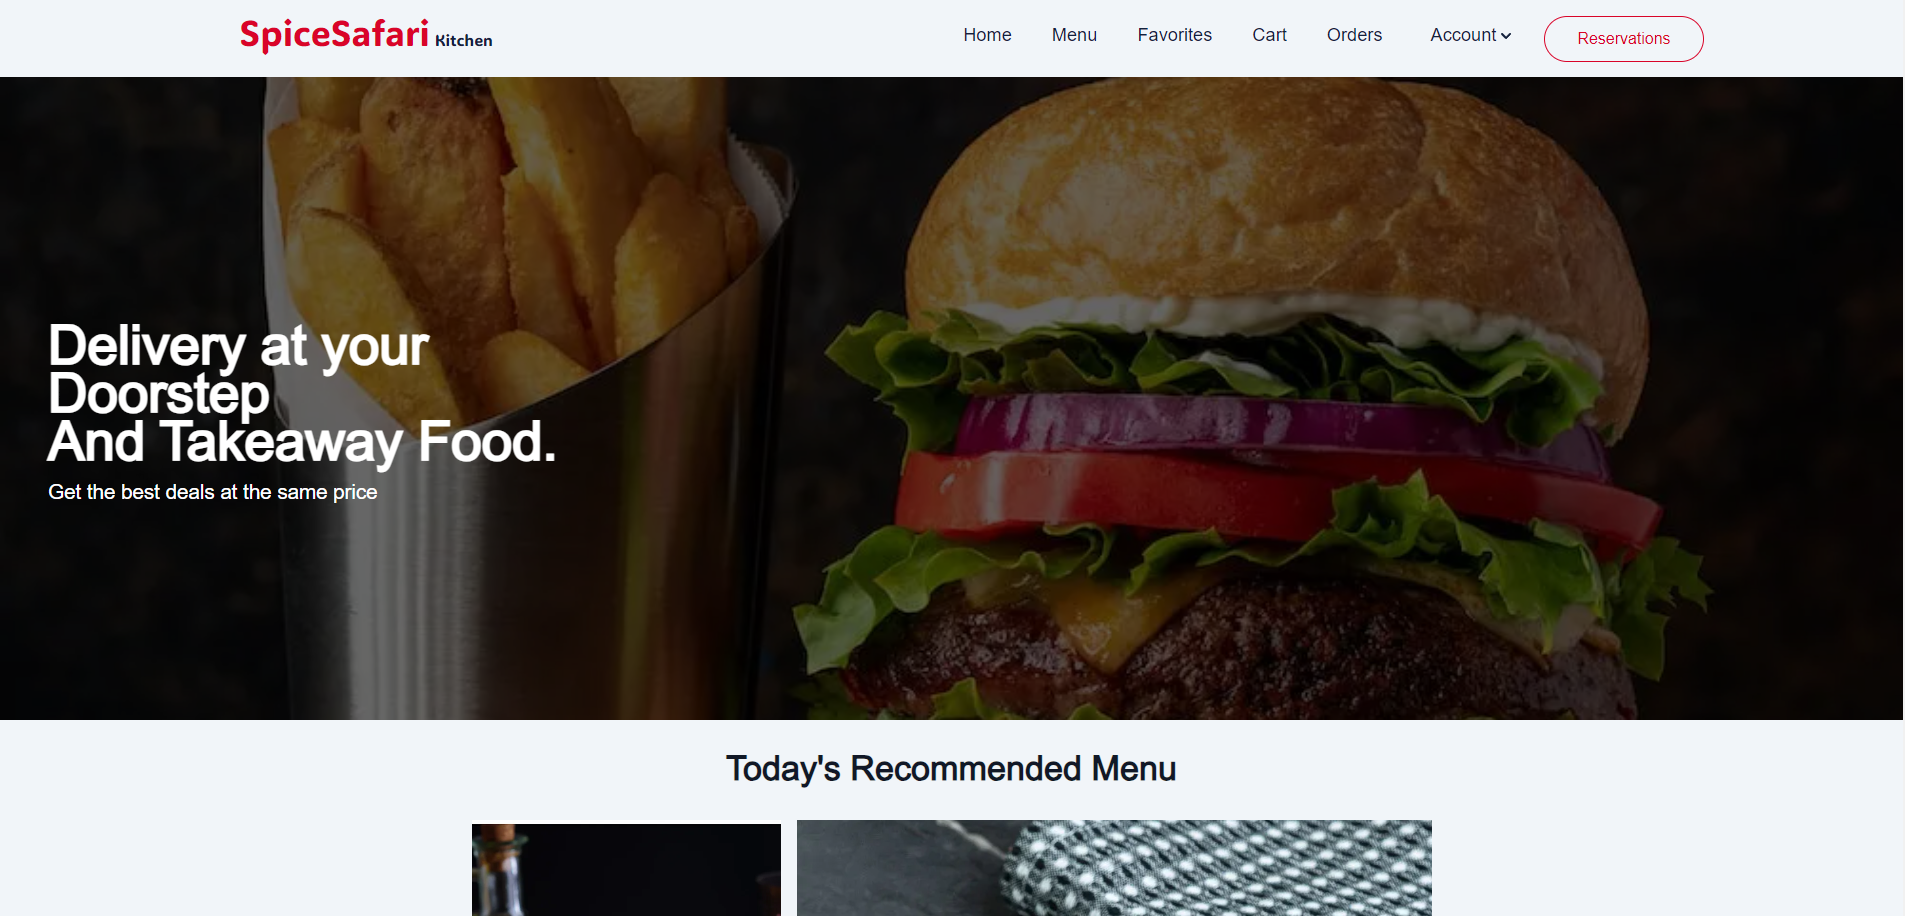 SpiceSafari Kitchen
Home Menu Favorites Cart Orders Account Reservations
Delivery at your
Doorstep
And Takeaway Food.
Get the best deals at the same price
Today's Recommended Menu